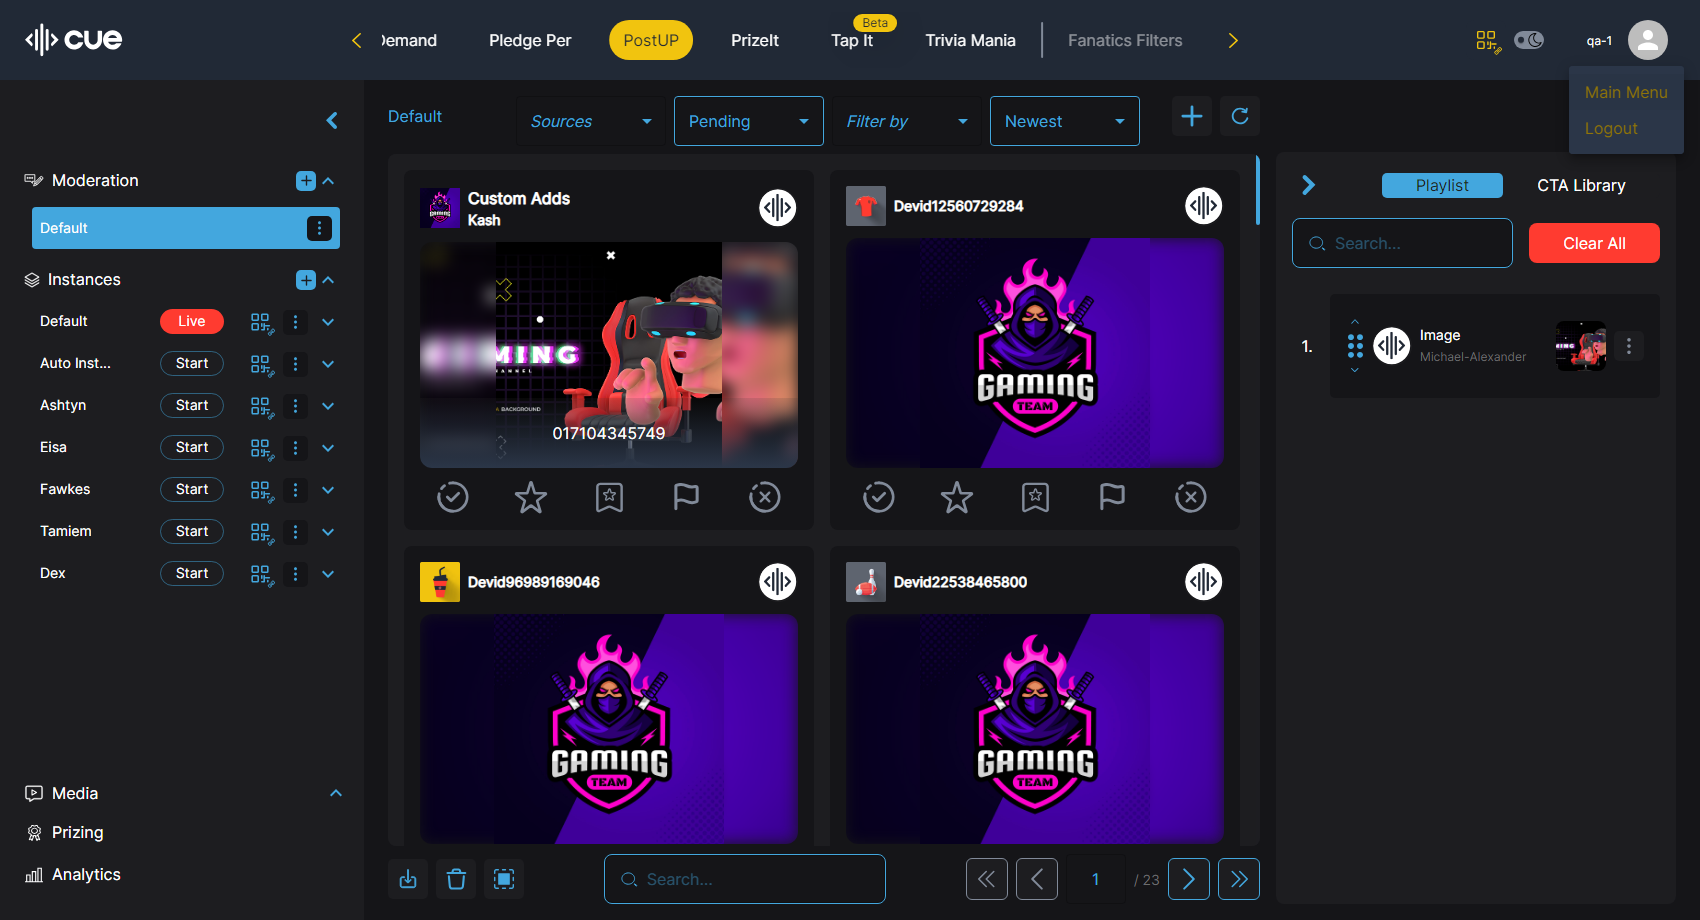 cue
Demand
Pledge Per
PostUP
PrizeIt
Beta
Tap It
Trivia Mania
Fanatics Filters
qa-1
Main Menu
Logout
Moderation
Default
Instances
Default
Live
Auto Inst...
Start
Ashtyn
Start
Eisa
Start
Fawkes
Start
Tamiem
Start
Dex
Start
Media
Prizing
Analytics
Default
Sources
Pending
Filter by
Newest
Custom Adds
Kash
MING
BACKGROUND
017104345749
Devid12560729284
GAMING
TEAM
Devid96989169046
GAMING
TEAM
Devid22538465800
GAMING
TEAM
Search...
1
/ 23
Playlist
CTA Library
Search...
Clear All
1.
Image
Michael-Alexander